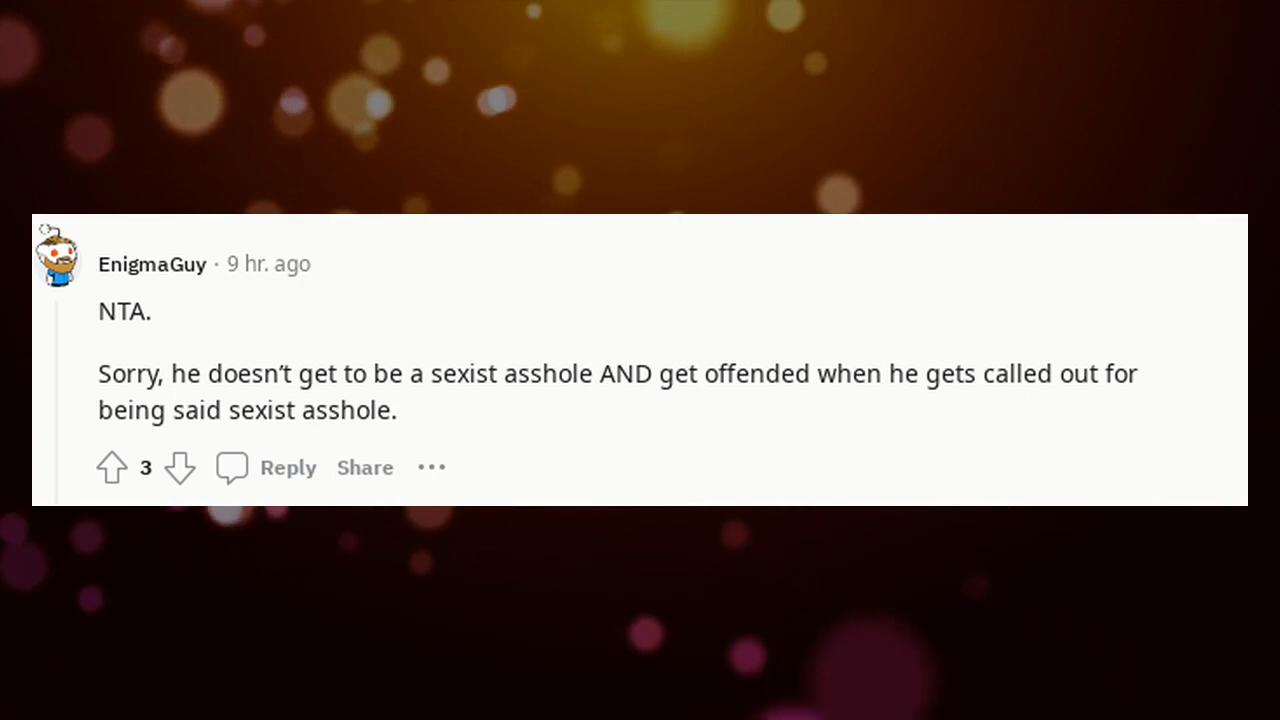 EnigmaGuy · 9 hr. ago
NTA.
Sorry, he doesn’t get to be a sexist asshole AND get offended when he gets called out for
being said sexist asshole.
3 Reply Share •••